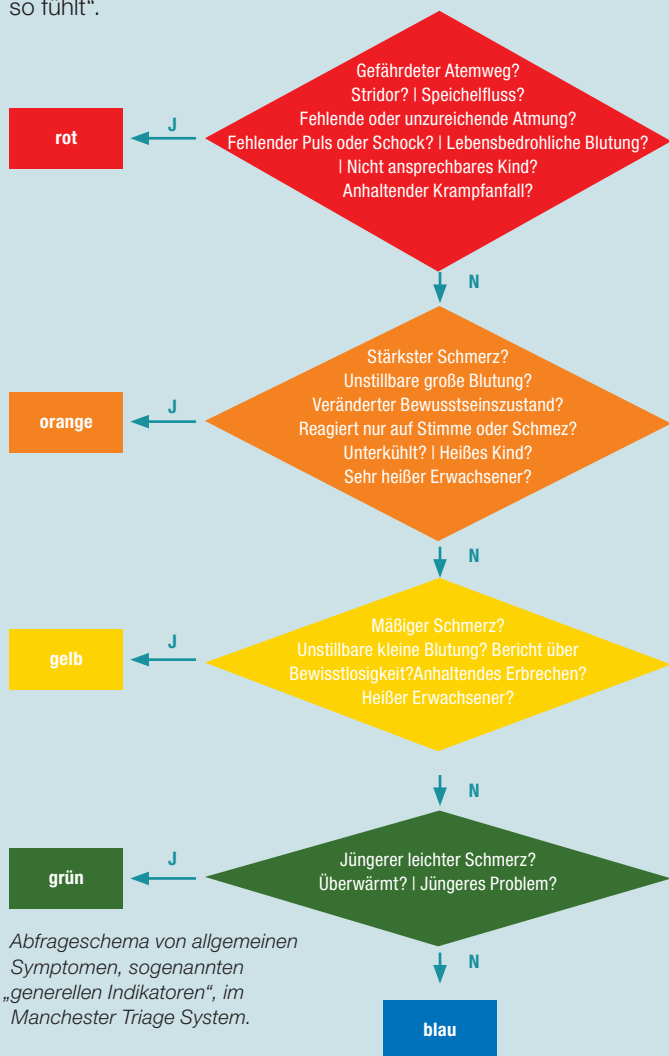 so fühlt“.
Gefährdeter Atemweg?
Stridor? | Speichelfluss?
Fehlende oder unzureichende Atmung?
Fehlender Puls oder Schock? | Lebensbedrohliche Blutung?
| Nicht ansprechbares Kind?
Anhaltender Krampfanfall?
J
rot
N
Stärkster Schmerz?
Unstillbare große Blutung?
Veränderter Bewusstseinszustand?
Reagiert nur auf Stimme oder Schmez?
Unterkühlt? | Heißes Kind?
Sehr heißer Erwachsener?
J
orange
N
Mäßiger Schmerz?
Unstillbare kleine Blutung? Bericht über
Bewisstlosigkeit?Anhaltendes Erbrechen?
Heißer Erwachsener?
J
gelb
N
Jüngerer leichter Schmerz?
Überwärmt? | Jüngeres Problem?
J
grün
N
blau
Abfrageschema von allgemeinen
Symptomen, sogenannten
„generellen Indikatoren“, im
Manchester Triage System.